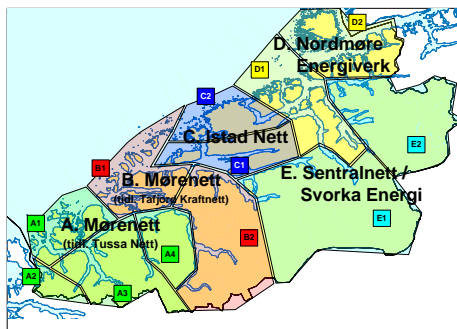 D2
D. Nordmøre
Energiverk
D1
C2
C. Istad Nett
E2
B1
C1
E. Sentralnett /
Svorka Energi
B. Mørenett
(tidl. Tafjord Kraftnett)
A1
A. Mørenett
(tidl. Tussa Nett)
E1
B2
A4
A2
A3